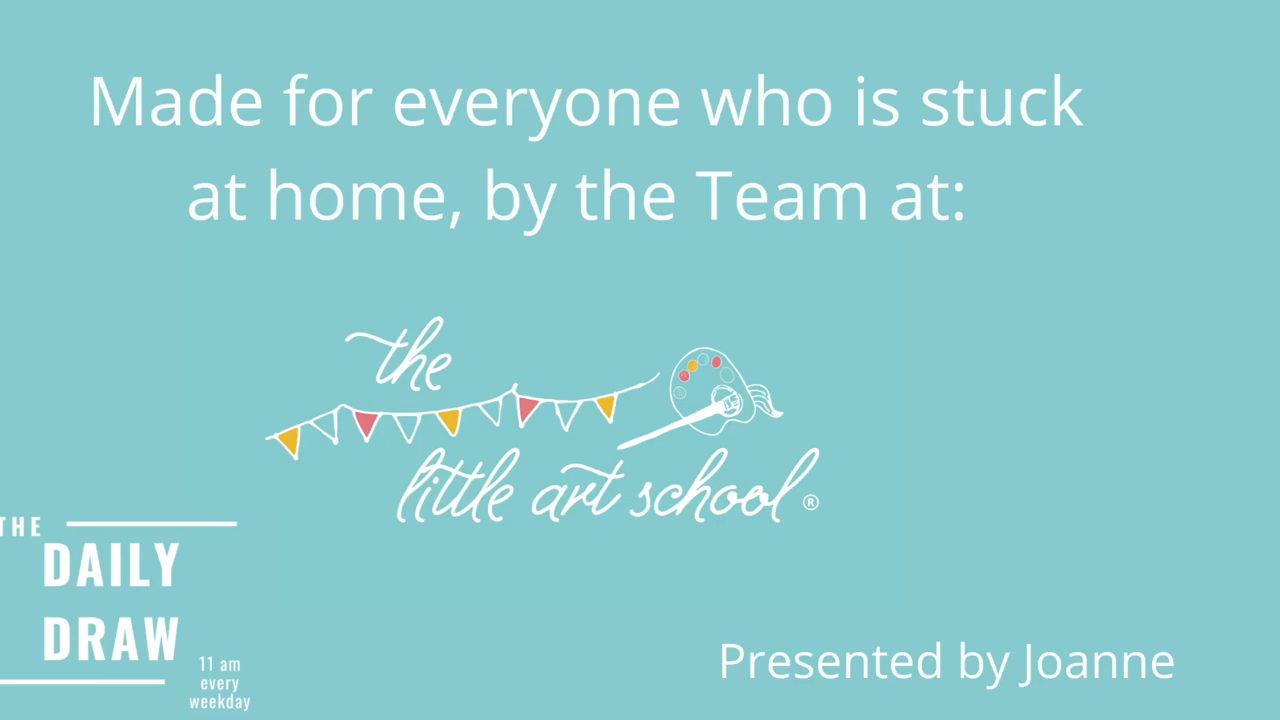 Made for everyone who is stuck
at home, by the Team at:
the
little art school®
THE
DAILY
DRAW
11 am
every
weekday
Presented by Joanne